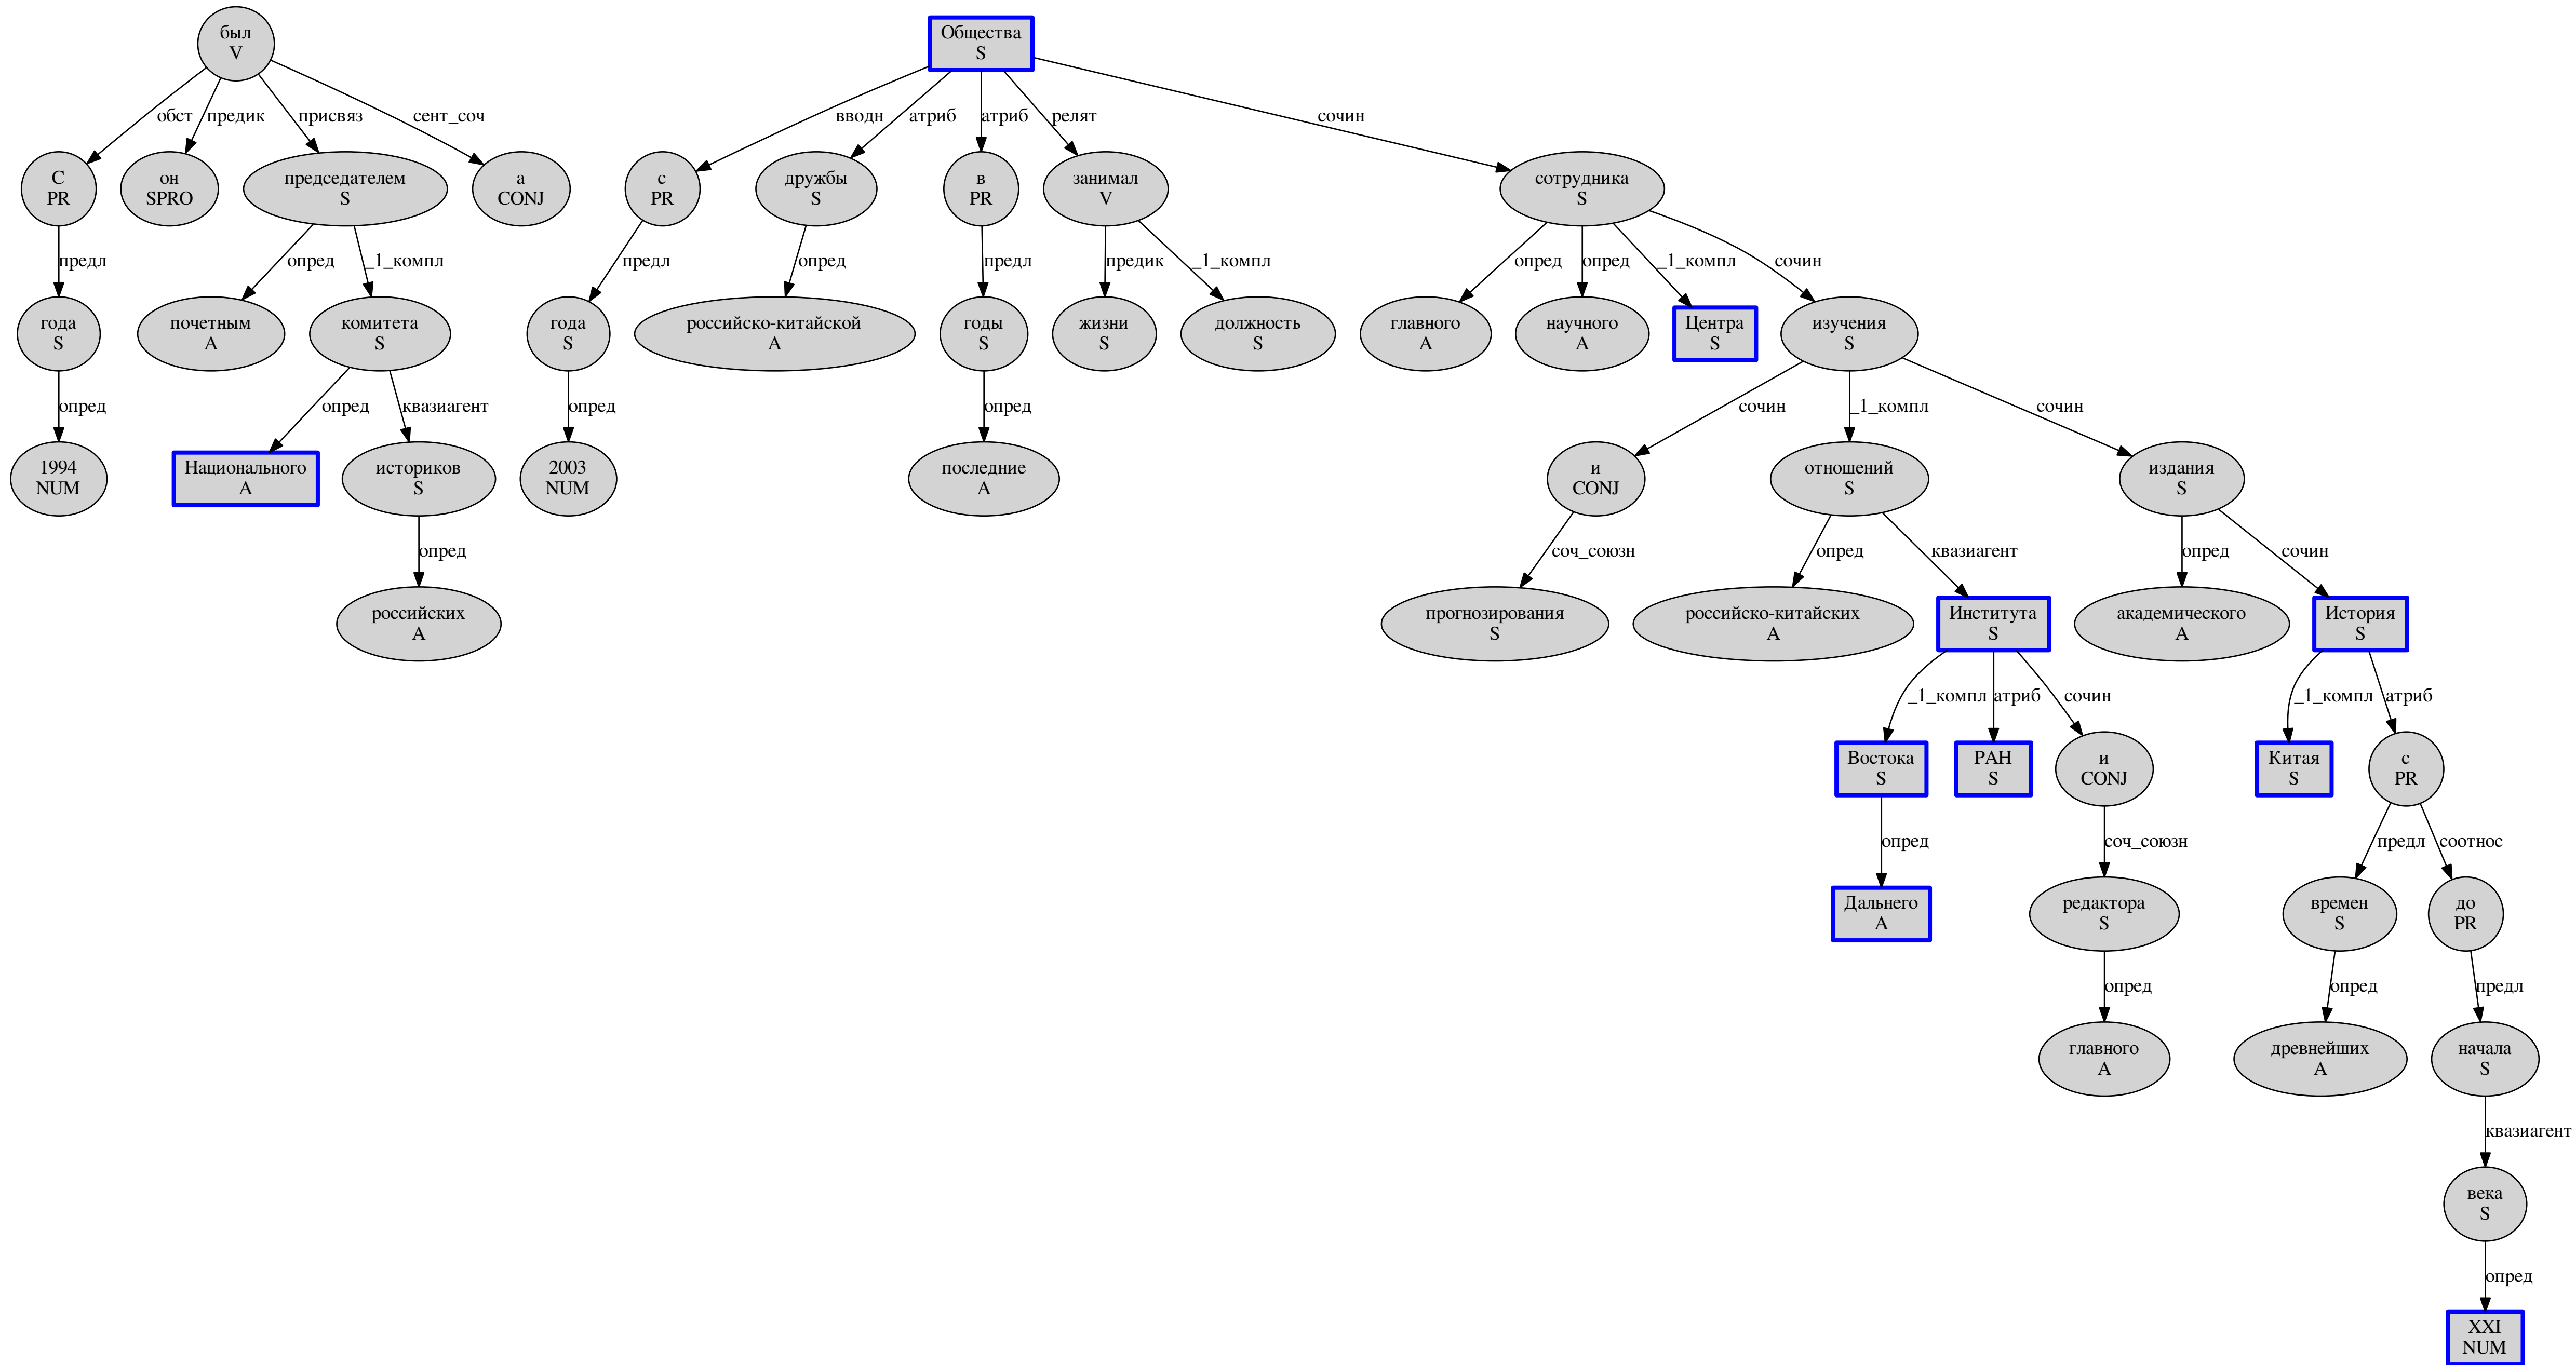 был
V
Общества
S
обст
предик
присвяз
сент_соч
вводн
атриб
атриб
релят
сочин
С
PR
он
SPRO
председателем
S
а
CONJ
с
PR
дружбы
S
в
PR
занимал
V
сотрудника
S
предл
опред
_1_компл
предл
опред
предл
предик
_1_компл
опред
опред
_1_компл
сочин
года
S
почетным
A
комитета
S
года
S
российско-китайской
A
годы
S
жизни
S
должность
S
главного
A
научного
A
Центра
S
изучения
S
опред
опред
квазиагент
опред
опред
сочин
_1_компл
сочин
1994
NUM
Национального
A
историков
S
2003
NUM
последние
A
и
CONJ
отношений
S
издания
S
опред
соч_союзн
опред
квазиагент
опред
сочин
российских
A
прогнозирования
S
российско-китайских
A
Института
S
академического
A
История
S
_1_компл
атриб
сочин
_1_компл
атриб
Востока
S
РАН
S
и
CONJ
Китая
S
с
PR
опред
соч_союзн
предл
соотнос
Дальнего
A
редактора
S
времен
S
до
PR
опред
опред
предл
главного
A
древнейших
A
начала
S
квазиагент
века
S
опред
XXI
NUM